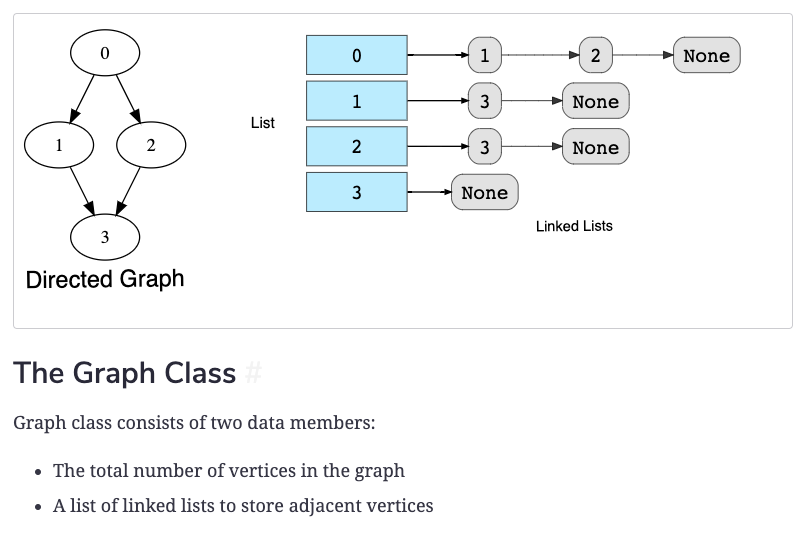 0
1 2
3
Directed Graph
List
0 1 2 None
1 3 None
2 3 None
3 None
Linked Lists
The Graph Class #
Graph class consists of two data members:
• The total number of vertices in the graph
• A list of linked lists to store adjacent vertices